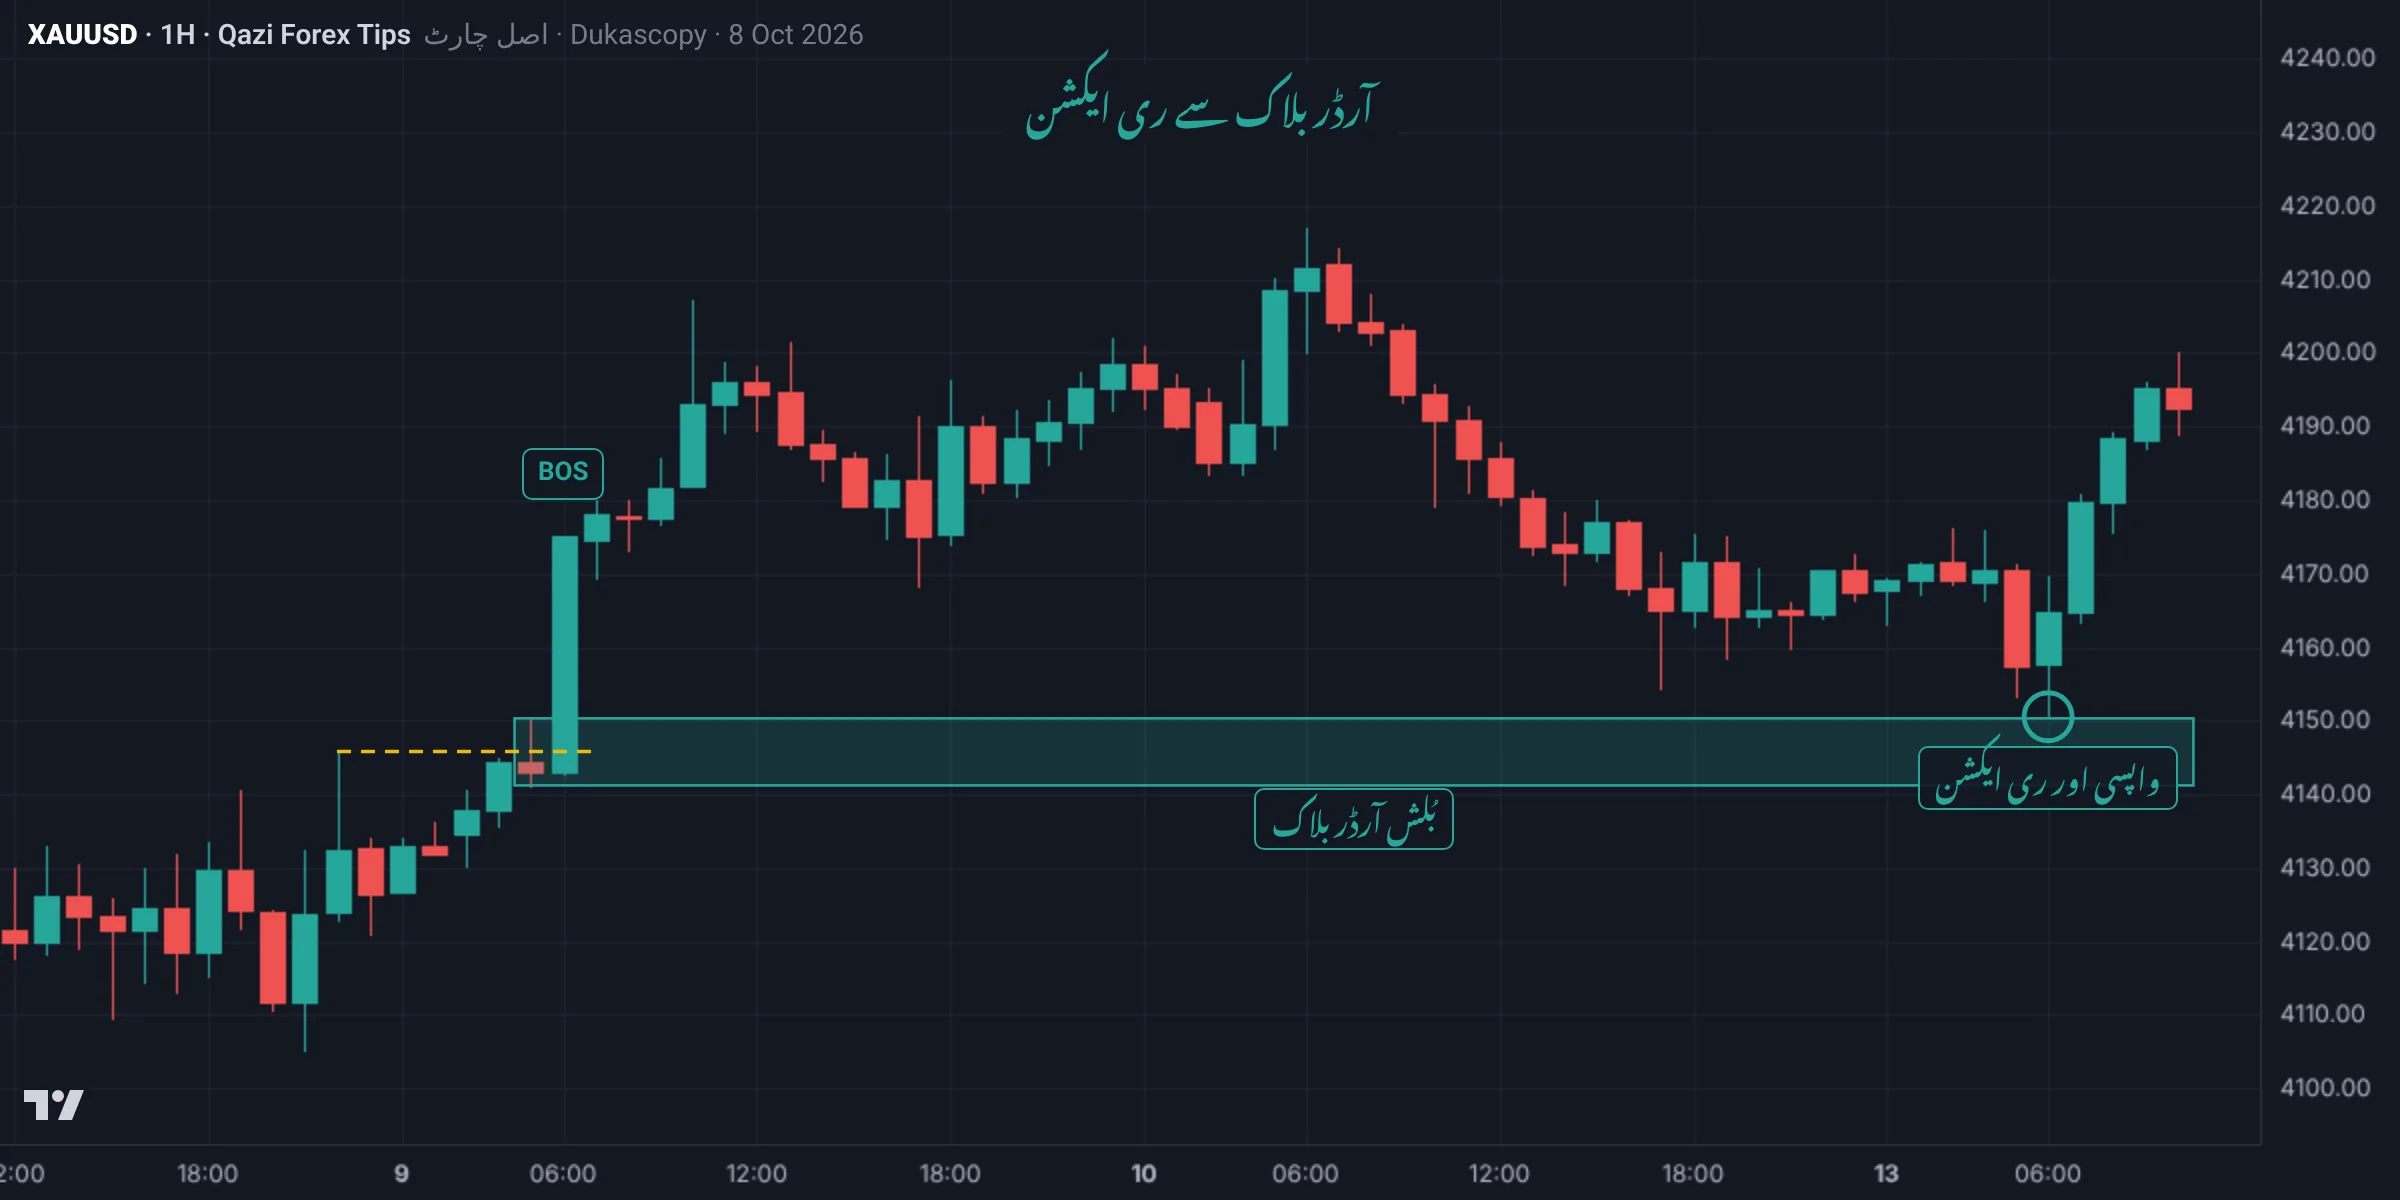 XAUUSD · 1H · Qazi Forex Tips اصل چارٹ · Dukascopy · 8 Oct 2026
آرڈر بلاک سے ری ایکشن
BOS
واپسی اور ری ایکشن
بُلش آرڈر بلاک
4240.00
4230.00
4220.00
4210.00
4200.00
4190.00
4180.00
4170.00
4160.00
4150.00
4140.00
4130.00
4120.00
4110.00
4100.00
2:00 18:00 9 06:00 12:00 18:00 10 06:00 12:00 18:00 13 06:00